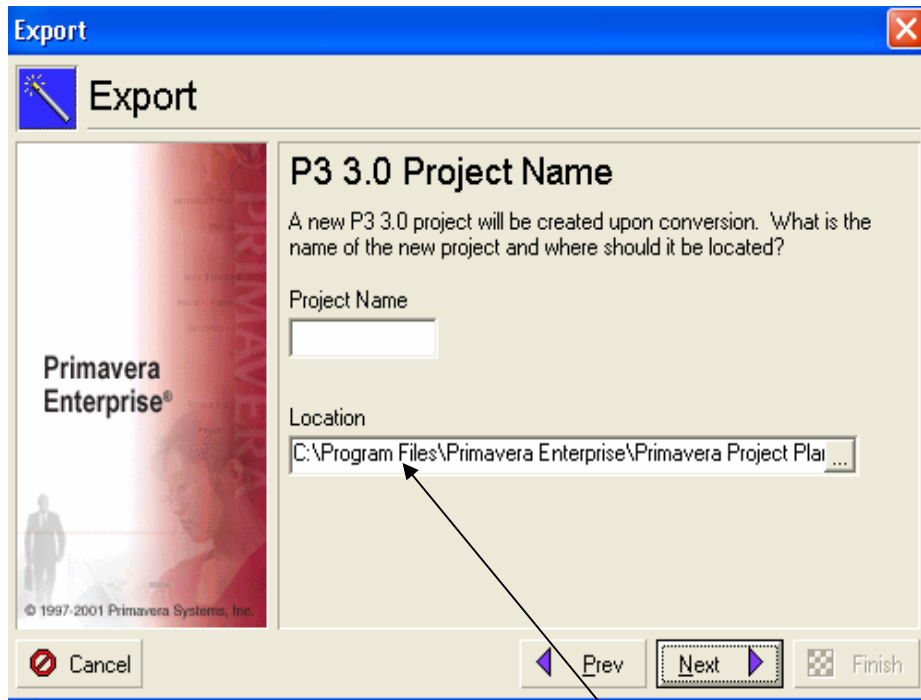 Export
Export
P3 3.0 Project Name
A new P3 3.0 project will be created upon conversion. What is the
name of the new project and where should it be located?
Project Name
Primavera
Enterprise®
Location
C:\Program Files\Primavera Enterprise\Primavera Project Pla
...
PRIMAVERA
© 1997-2001 Primavera Systems, Inc.
Cancel
Prev
Next
Finish